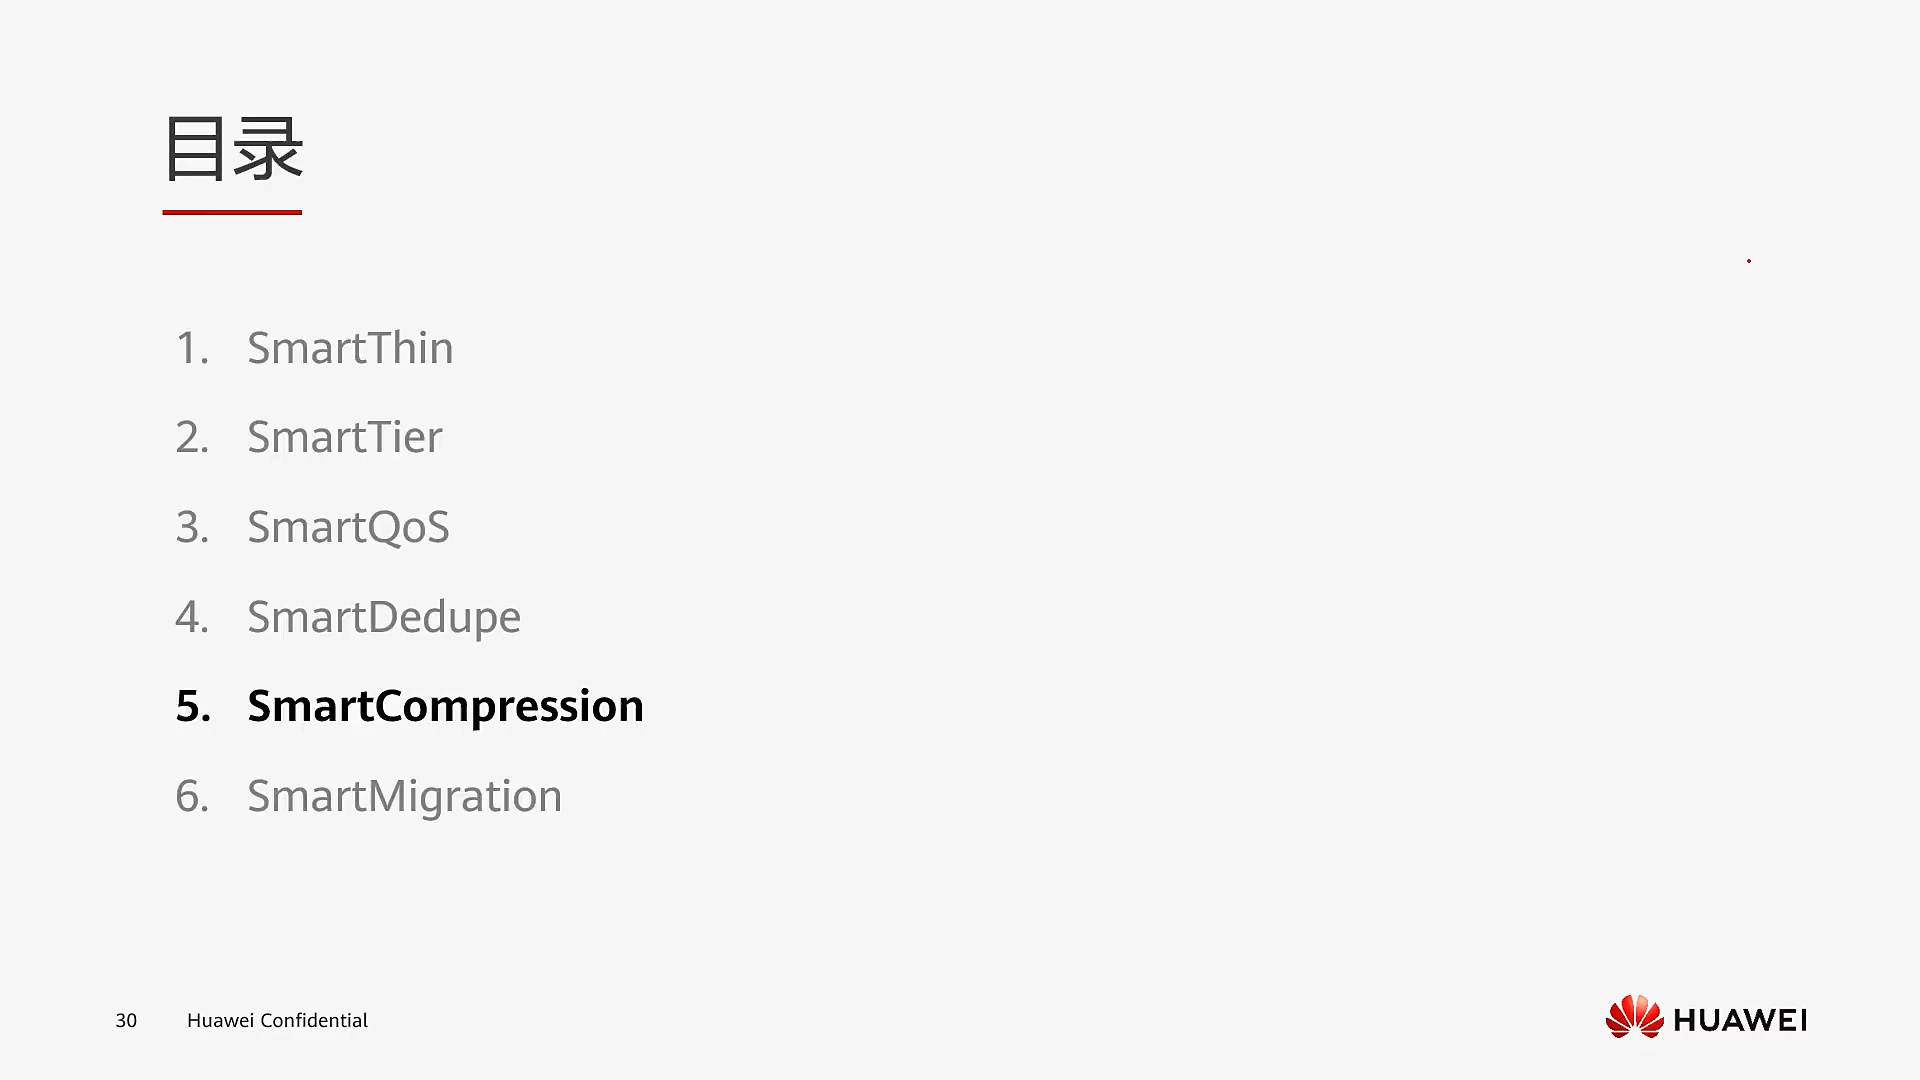 目录
1. SmartThin
2. SmartTier
3. SmartQoS
4. SmartDedupe
5. SmartCompression
6. SmartMigration
30 Huawei Confidential
HUAWEI